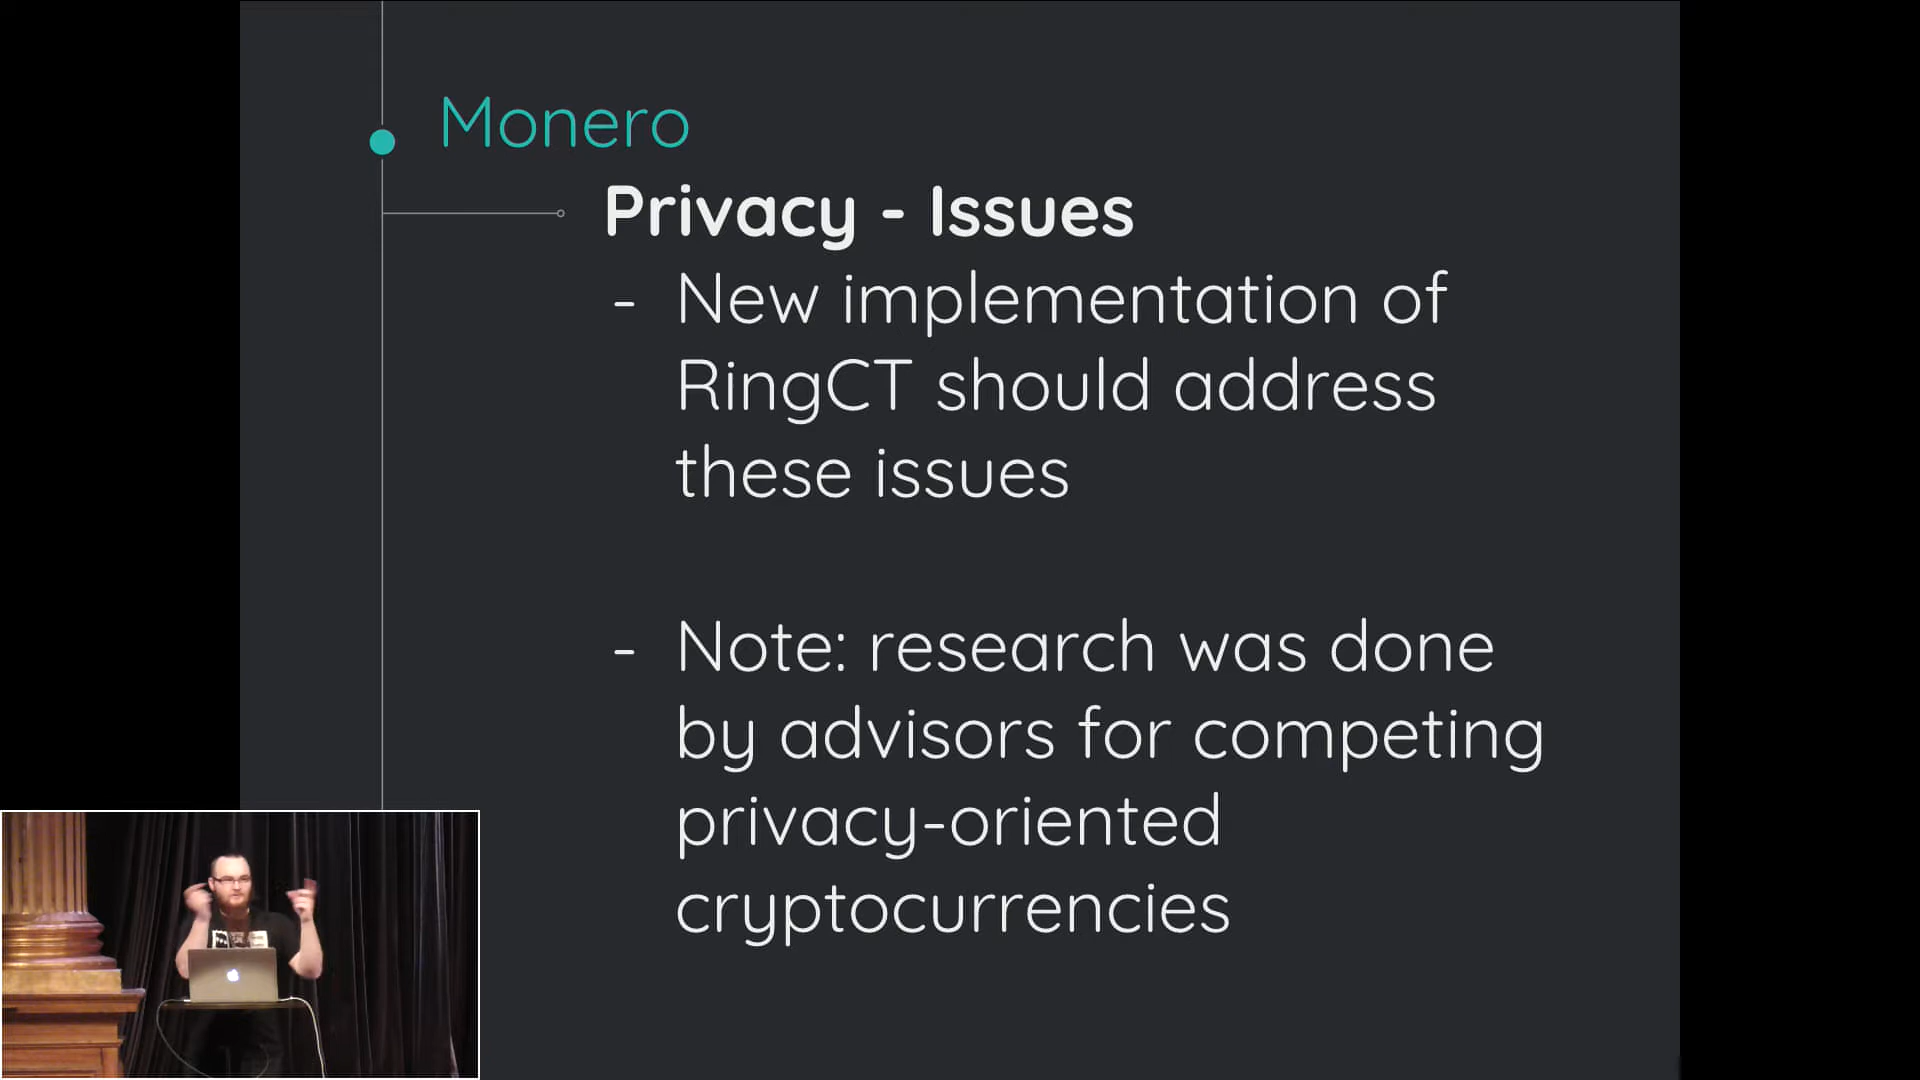 Monero
Privacy - Issues
- New implementation of
RingCT should address
these issues
- Note: research was done
by advisors for competing
privacy-oriented
cryptocurrencies